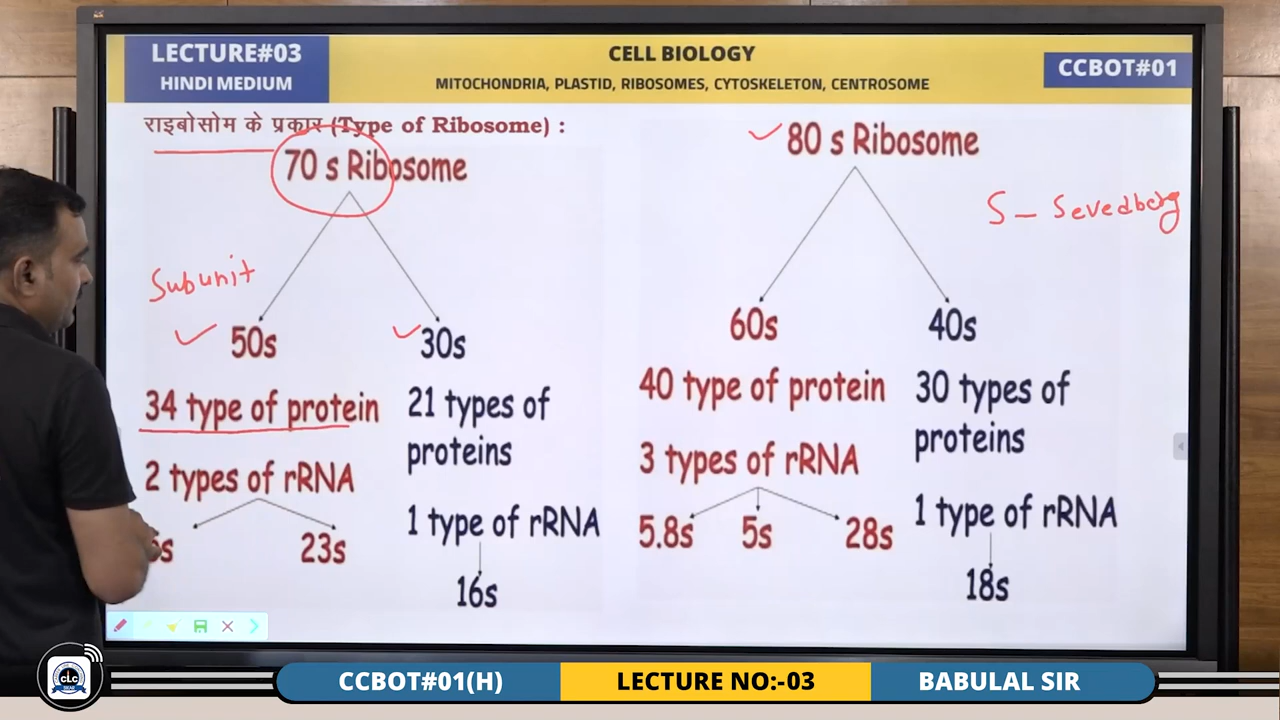 LECTURE#03
HINDI MEDIUM
CELL BIOLOGY
MITOCHONDRIA, PLASTID, RIBOSOMES, CYTOSKELETON, CENTROSOME
CCBOT#01
राइबोसोम के प्रकार (Type of Ribosome) :
70 s Ribosome
Subunit
50s
30s
34 type of protein
21 types of
proteins
2 types of rRNA
23s
1 type of rRNA
16s
80 s Ribosome
S – Sevedberg
60s
40s
40 type of protein
30 types of
proteins
3 types of rRNA
5.8s 5s 28s
1 type of rRNA
18s
CLC
CCBOT#01(H)
LECTURE NO:-03
BABULAL SIR